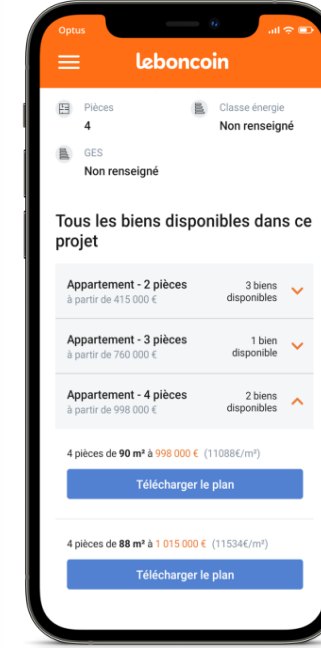 Optus
leboncoin
Pièces
4
Classe énergie
Non renseigné
GES
Non renseigné
Tous les biens disponibles dans ce
projet
Appartement - 2 pièces
à partir de 415 000 €
3 biens
disponibles
Appartement - 3 pièces
à partir de 760 000 €
1 bien
disponible
Appartement - 4 pièces
à partir de 998 000 €
2 biens
disponibles
4 pièces de 90 m² à 998 000 € (11088€/m²)
Télécharger le plan
4 pièces de 88 m² à 1 015 000 € (11534€/m²)
Télécharger le plan